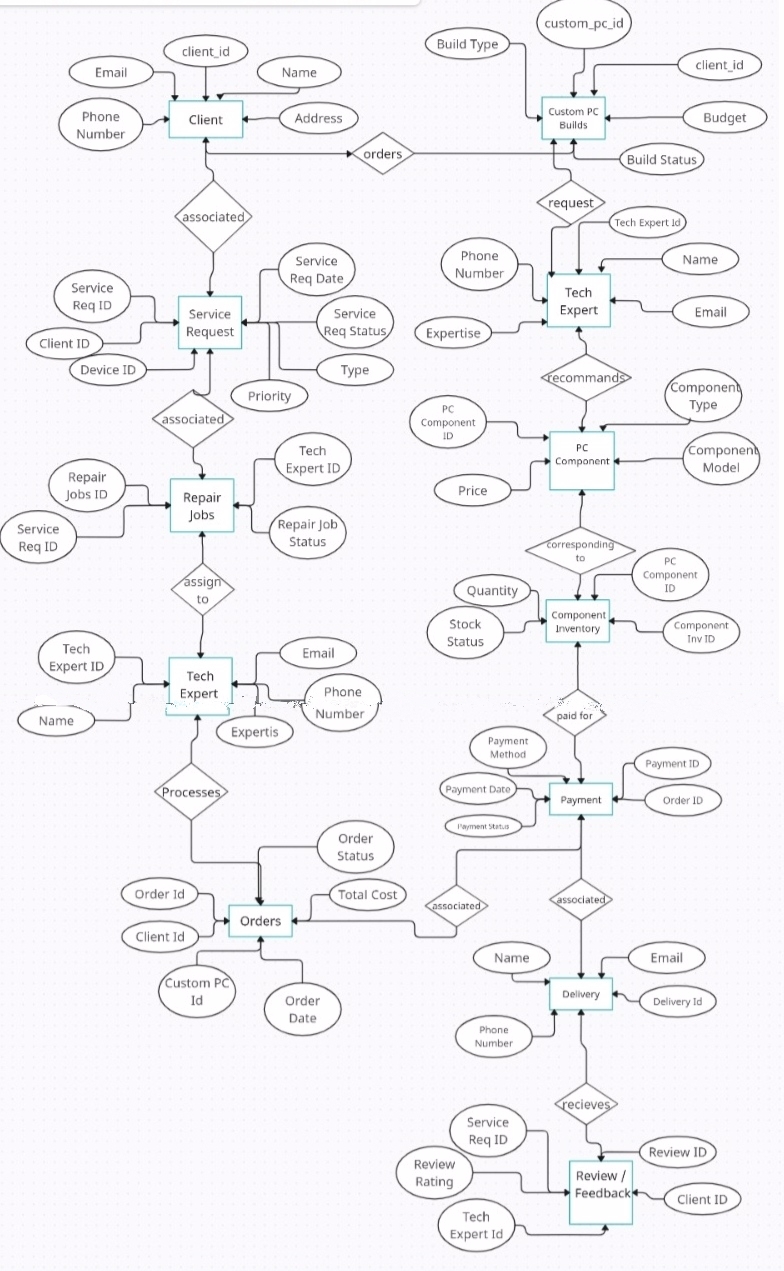 client_id
Email
Name
Phone
Number
Client
Address
associated
orders
custom_pc_id
Build Type
client_id
Custom PC
Builds
Budget
Build Status
request
Tech Expert Id
Phone
Number
Name
Tech
Expert
Email
Expertise
recommands
Service
Req Date
Service
Req ID
Service
Request
Service
Req Status
Client ID
Device ID
Type
Priority
associated
PC
Component
ID
Component
Type
PC
Component
Component
Model
Price
Tech
Expert ID
Repair
Jobs ID
Repair
Jobs
Service
Req ID
Repair Job
Status
assign
to
corresponding
to
PC
Component
ID
Quantity
Stock
Status
Component
Inventory
Component
Inv ID
Tech
Expert ID
Email
Tech
Expert
Phone
Number
Name
Expertis
Processes
paid for
Payment
Method
Payment ID
Payment Date
Payment
Order ID
Payment Status
Order
Status
Order Id
Total Cost
Orders
Client Id
Custom PC
Id
Order
Date
associated
associated
Name
Email
Delivery
Delivery Id
Phone
Number
recieves
Service
Req ID
Review ID
Review
Rating
Review /
Feedback
Client ID
Tech
Expert Id